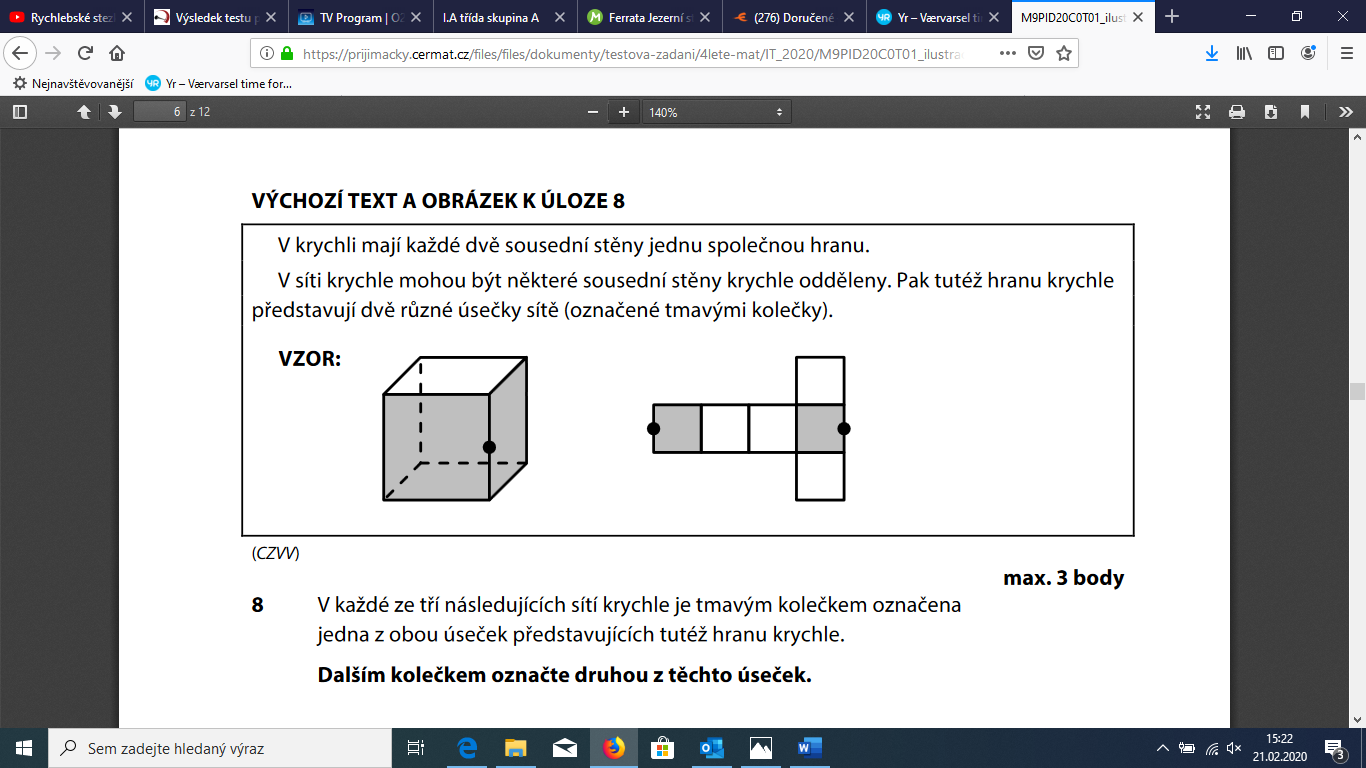 Rychlebské stez
Výsledek testu p
TV Program | O2
I.A třída skupina A
Ferrata Jezerní s
(276) Doručené
Yr – Værvarsel tim
M9PID20C0T01_ilust
https://prijimacky.cermat.cz/files/files/dokumenty/testova-zadani/4lete-mat/IT_2020/M9PID20C0T01_ilustra
Nejnavštěvovanější
Yr – Værvarsel time for...
6 z 12
140%
VÝCHOZÍ TEXT A OBRÁZEK K ÚLOZE 8
V krychli mají každé dvě sousední stěny jednu společnou hranu.
V síti krychle mohou být některé sousední stěny krychle odděleny. Pak tutéž hranu krychle
představují dvě různé úsečky sítě (označené tmavými kolečky).
VZOR:
(CZVV)
max. 3 body
8 V každé ze tří následujících sítí krychle je tmavým kolečkem označena
jedna z obou úseček představujících tutéž hranu krychle.
Dalším kolečkem označte druhou z těchto úseček.
Sem zadejte hledaný výraz
15:22
21.02.2020
3